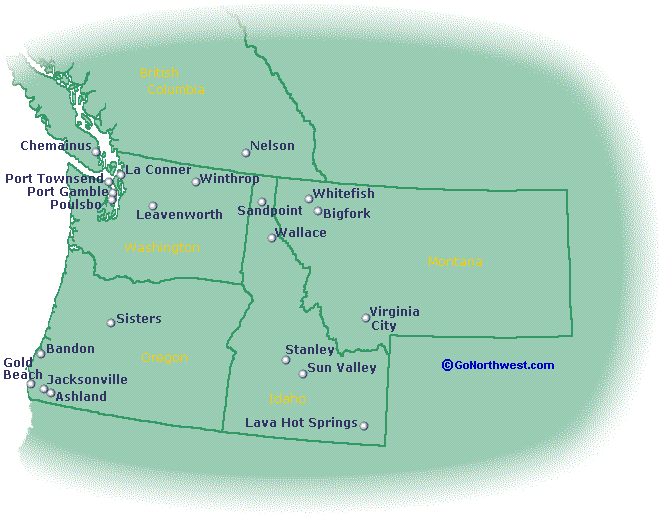 British
Columbia
Chemainus
Nelson
La Conner
Port Townsend
Winthrop
Port Gamble
Whitefish
Poulsbo
Leavenworth
Sandpoint
Bigfork
Wallace
Washington
Montana
Virginia
City
Sisters
Bandon
Stanley
Oregon
Gold
Beach
Sun Valley
©GoNorthwest.com
Jacksonville
Ashland
Idaho
Lava Hot Springs